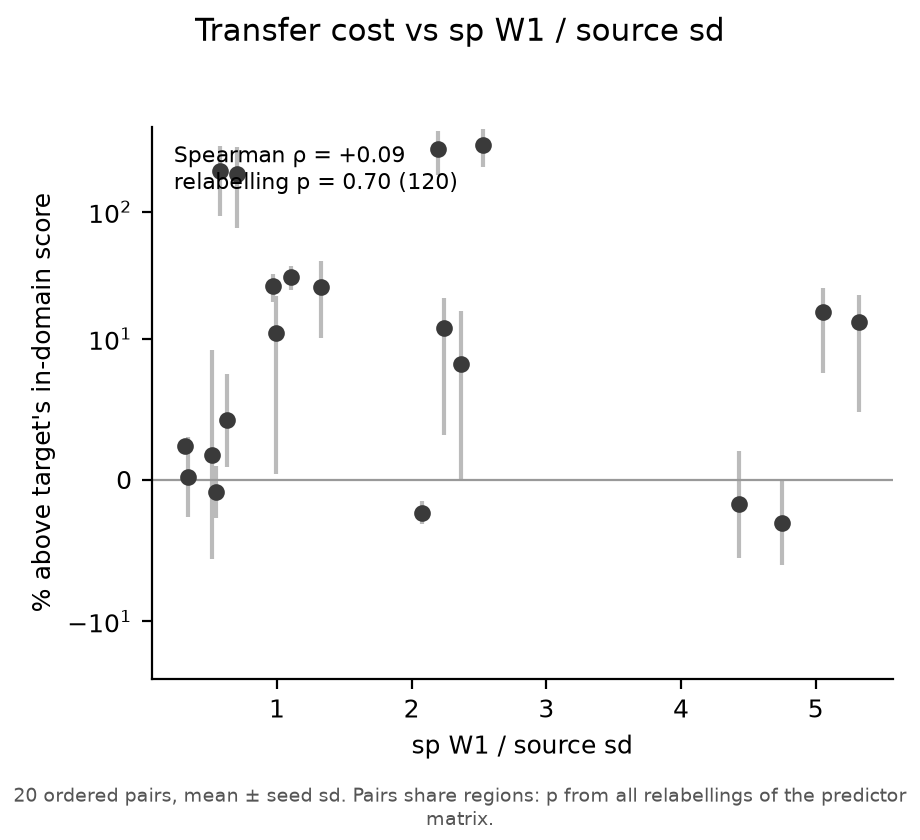 Transfer cost vs sp W1 / source sd
Spearman ρ = +0.09
relabelling p = 0.70 (120)
% above target's in-domain score
10²
10¹
0
−10¹
1 2 3 4 5
sp W1 / source sd
20 ordered pairs, mean ± seed sd. Pairs share regions: p from all relabellings of the predictor
matrix.